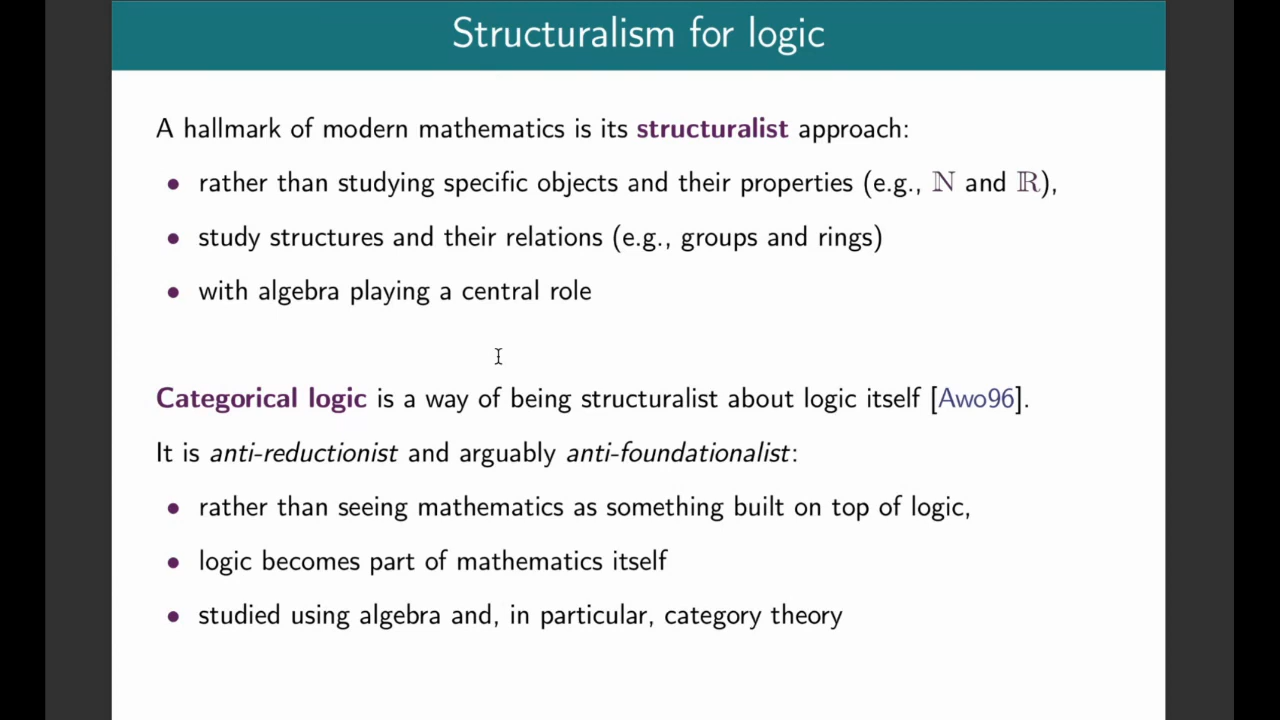 Structuralism for logic
A hallmark of modern mathematics is its structuralist approach:
• rather than studying specific objects and their properties (e.g., ℕ and ℝ),
• study structures and their relations (e.g., groups and rings)
• with algebra playing a central role
Categorical logic is a way of being structuralist about logic itself [Awo96].
It is anti-reductionist and arguably anti-foundationalist:
• rather than seeing mathematics as something built on top of logic,
• logic becomes part of mathematics itself
• studied using algebra and, in particular, category theory